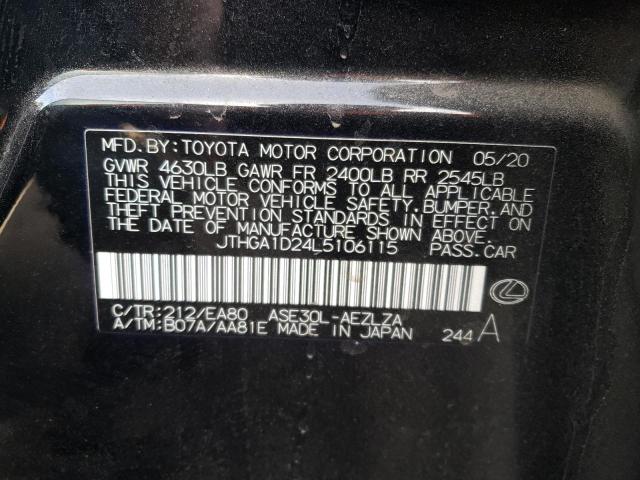 MFD.BY:TOYOTA MOTOR CORPORATION 05/20
GVWR 4630LB GAWR FR 2400LB RR 2545LB
THIS VEHICLE CONFORMS TO ALL APPLICABLE
FEDERAL MOTOR VEHICLE SAFETY,BUMPER,AND
THEFT PREVENTION STANDARDS IN EFFECT ON
THE DATE OF MANUFACTURE SHOWN ABOVE.
JTHGA1D24L5106115 PASS.CAR
C/TR:212/EA80 ASE30L-AEZLZA
A/TM:B07A/AA81E MADE IN JAPAN 244 A